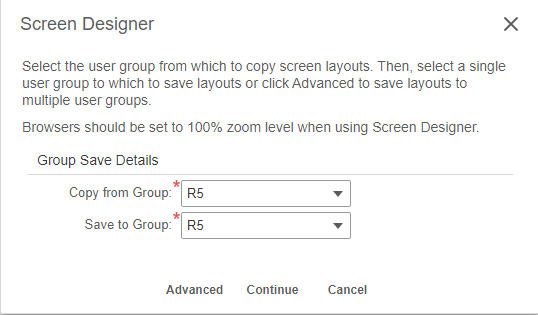 Screen Designer
Select the user group from which to copy screen layouts. Then, select a single
user group to which to save layouts or click Advanced to save layouts to
multiple user groups.
Browsers should be set to 100% zoom level when using Screen Designer.
Group Save Details
Copy from Group:* R5
Save to Group:* R5
Advanced Continue Cancel